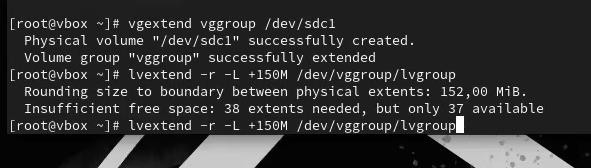 [root@vbox ~]# vgextend vggroup /dev/sdc1
  Physical volume "/dev/sdc1" successfully created.
  Volume group "vggroup" successfully extended
[root@vbox ~]# lvextend -r -L +150M /dev/vggroup/lvgroup
  Rounding size to boundary between physical extents: 152,00 MiB.
  Insufficient free space: 38 extents needed, but only 37 available
[root@vbox ~]# lvextend -r -L +150M /dev/vggroup/lvgroup